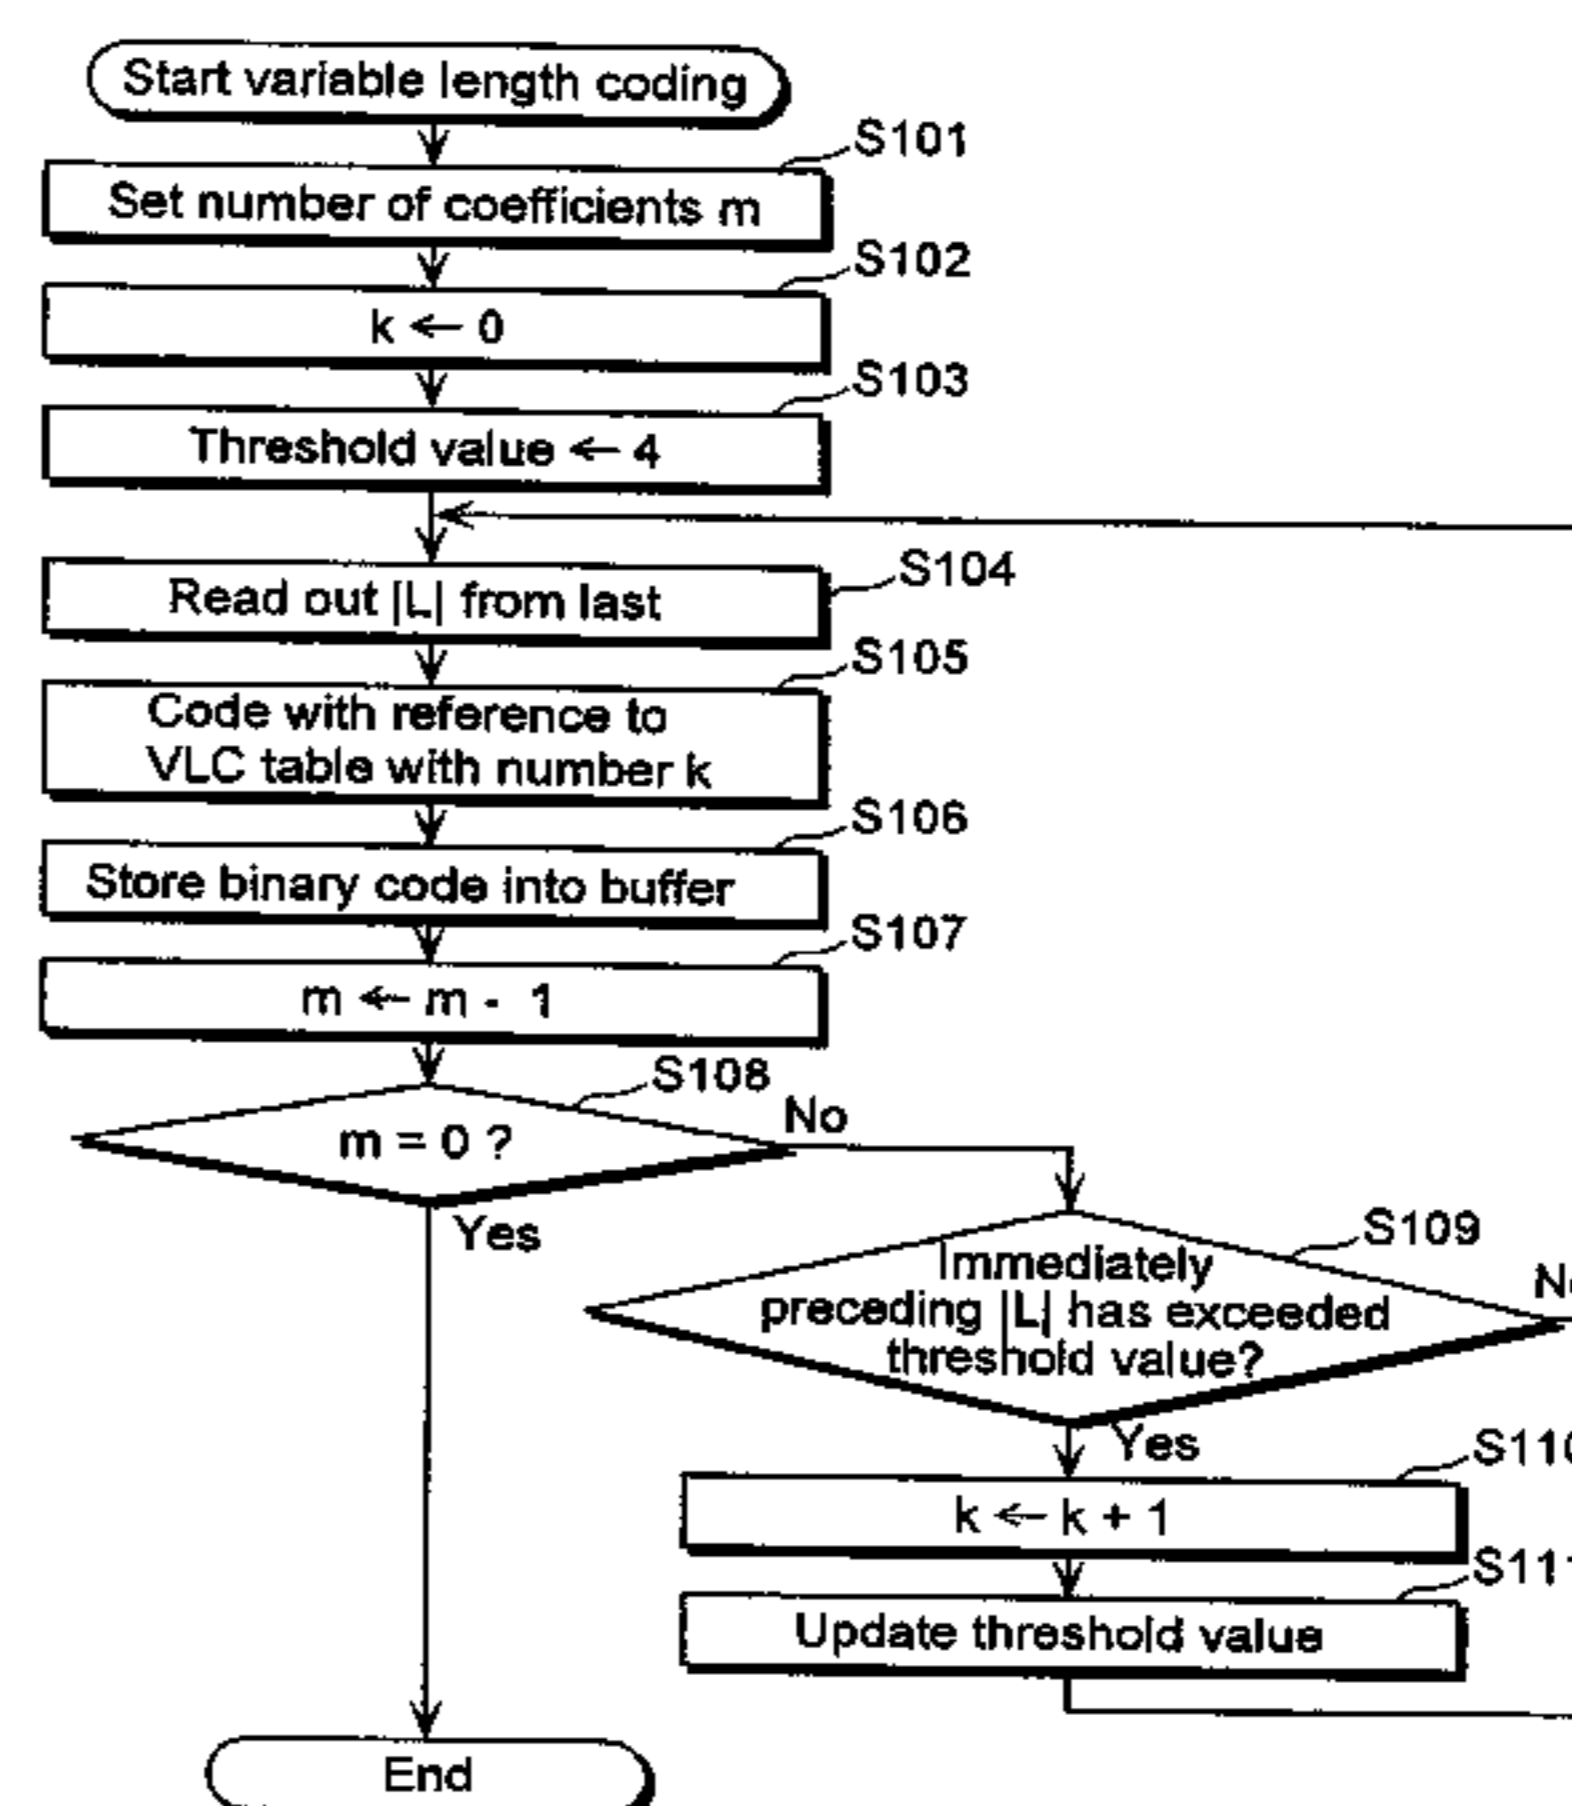 Start variable length coding
S101
Set number of coefficients m
S102
k ← 0
S103
Threshold value ← 4
S104
Read out |L| from last
S105
Code with reference to
VLC table with number k
S106
Store binary code into buffer
S107
m ← m - 1
S108
m = 0 ?
No
Yes
S109
Immediately
preceding |L| has exceeded
threshold value?
Yes
k ← k + 1
Update threshold value
End